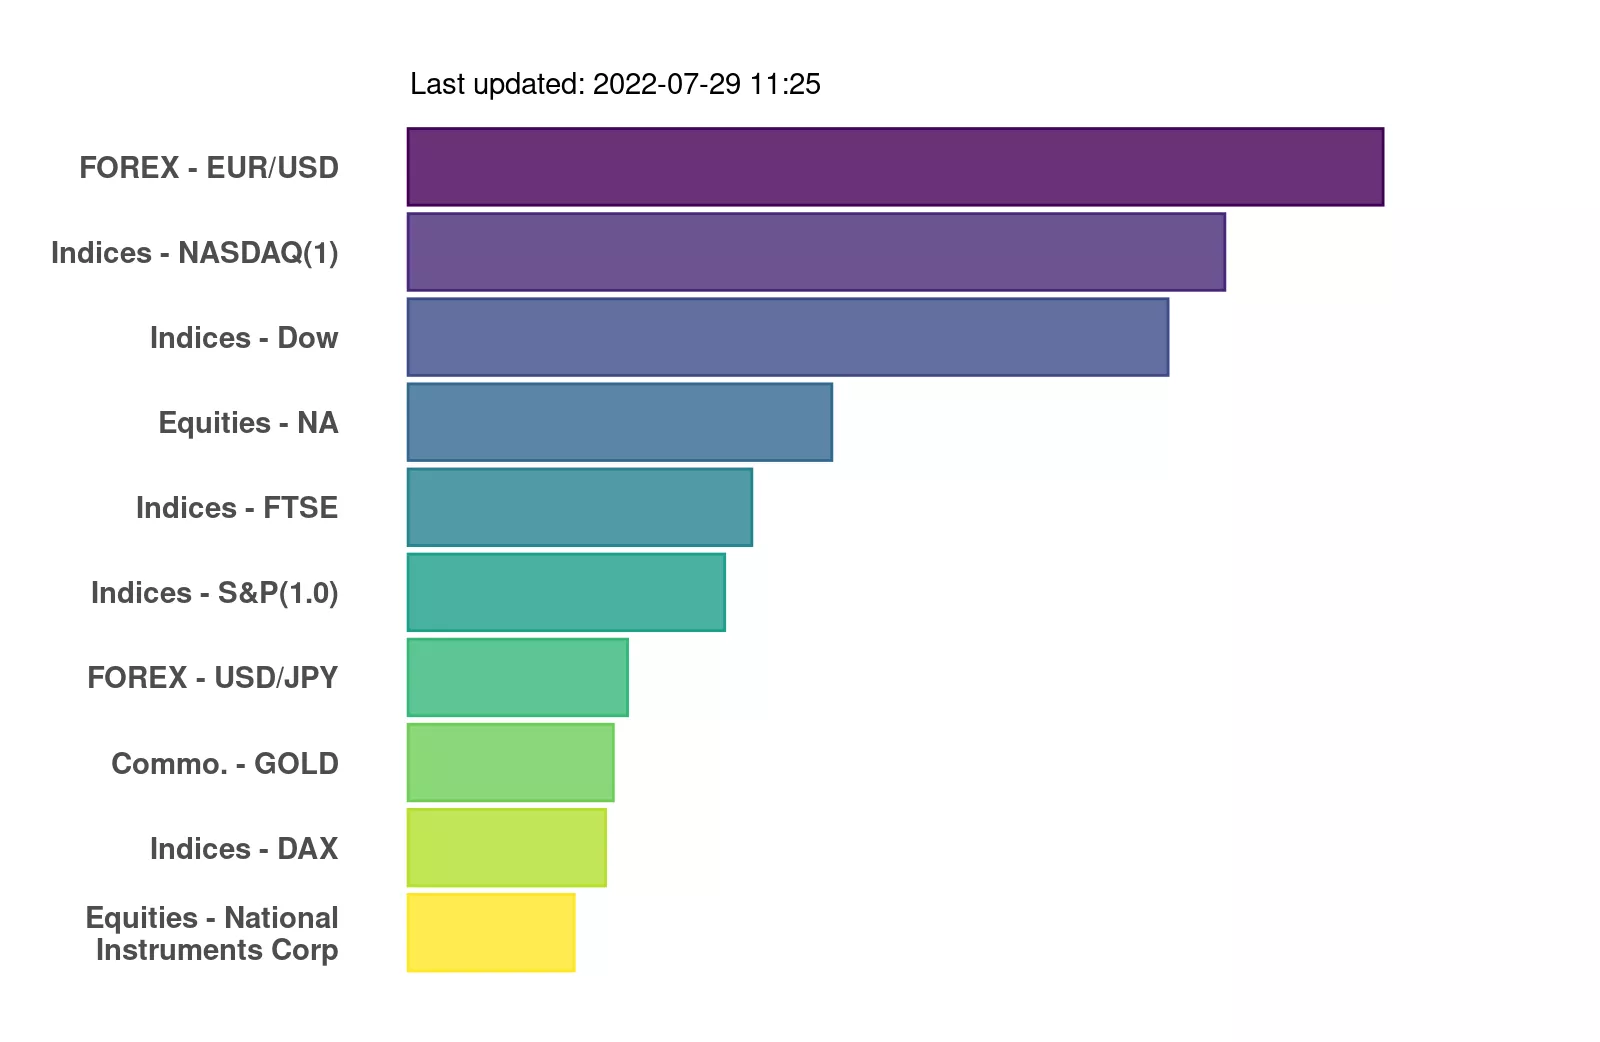 Last updated: 2022-07-29 11:25
FOREX - EUR/USD
Indices - NASDAQ(1)
Indices - Dow
Equities - NA
Indices - FTSE
Indices - S&P(1.0)
FOREX - USD/JPY
Commo. - GOLD
Indices - DAX
Equities - National
Instruments Corp